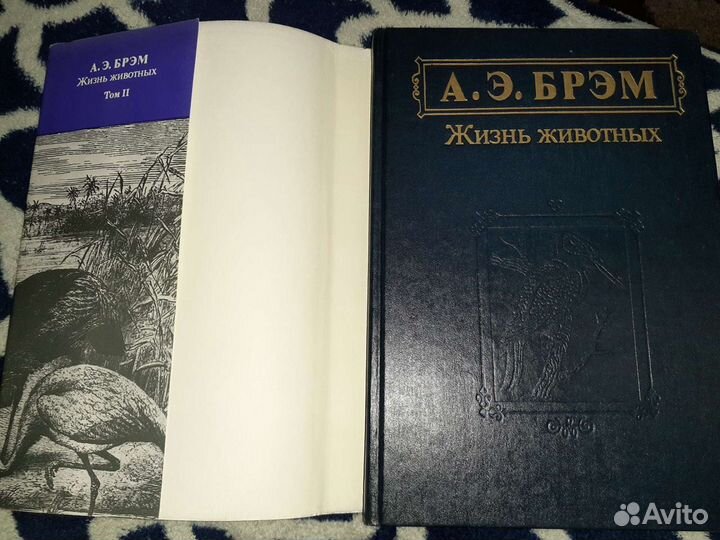 А. Э. БРЭМ
Жизнь животных
Том II
А. Э. БРЭМ
Жизнь животных
Avito